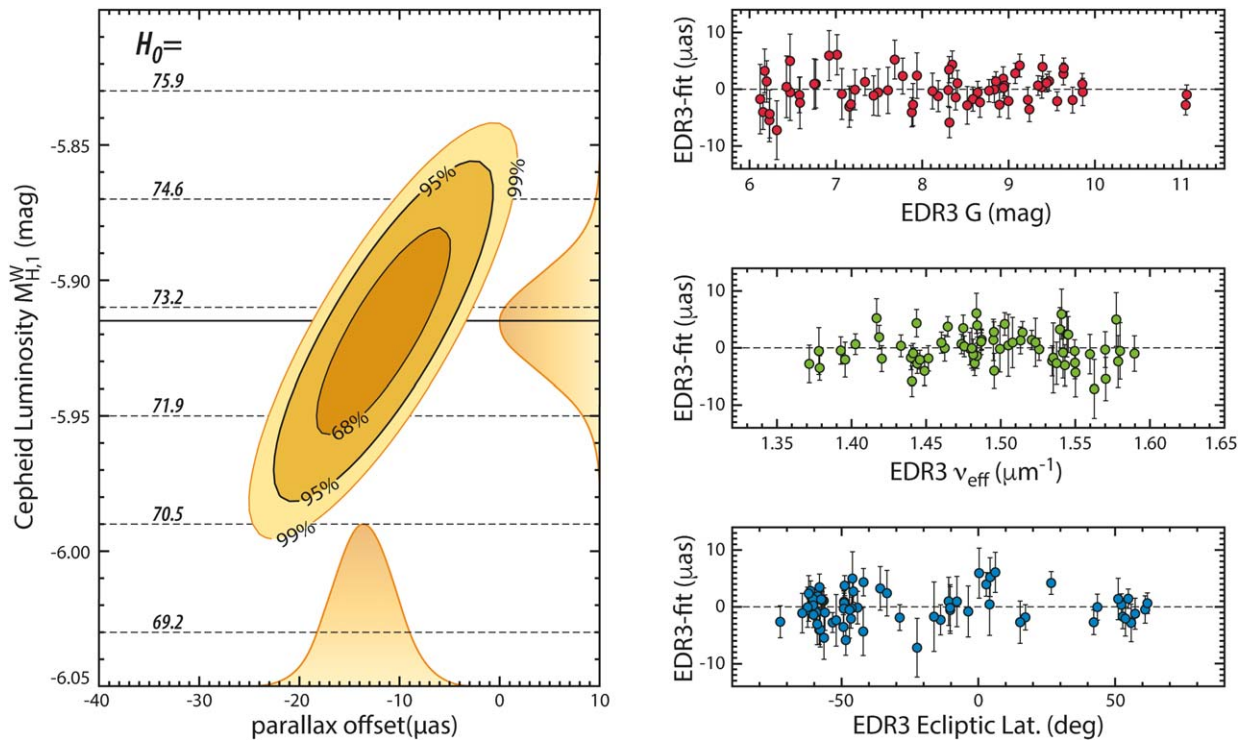 H₀=
75.9
74.6
73.2
71.9
70.5
69.2
99%
95%
68%
95%
99%
-5.85
-5.90
-5.95
-6.00
-6.05
Cepheid Luminosity M^W_H,1 (mag)
-40 -30 -20 -10 0 10
parallax offset(μas)
10
0
-10
EDR3-fit (μas)
6 7 8 9 10 11
EDR3 G (mag)
10
0
-10
EDR3-fit (μas)
1.35 1.40 1.45 1.50 1.55 1.60 1.65
EDR3 ν_eff (μm⁻¹)
10
0
-10
EDR3-fit (μas)
-50 0 50
EDR3 Ecliptic Lat. (deg)